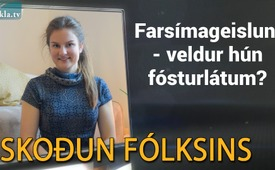 kla.tv
Farsímageislun
- veldur hún
fósturlátum?
SKOÐUN FÓLKSINS